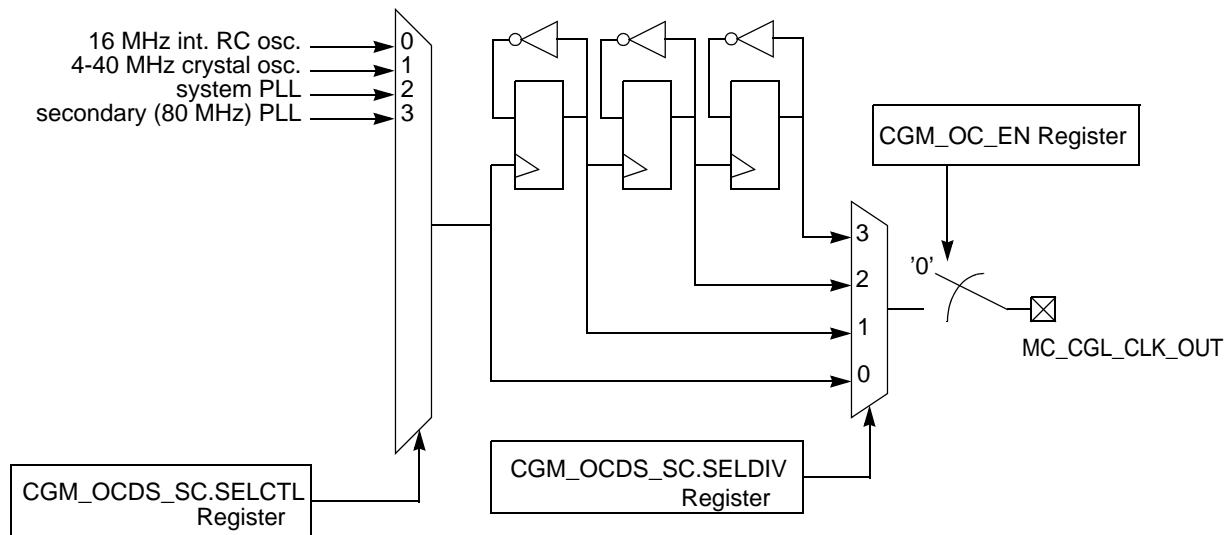 16 MHz int. RC osc.
4-40 MHz crystal osc.
system PLL
secondary (80 MHz) PLL
0
1
2
3
CGM_OC_EN Register
3
2
1
0
'0'
MC_CGL_CLK_OUT
CGM_OCDS_SC.SELCTL
Register
CGM_OCDS_SC.SELDIV
Register